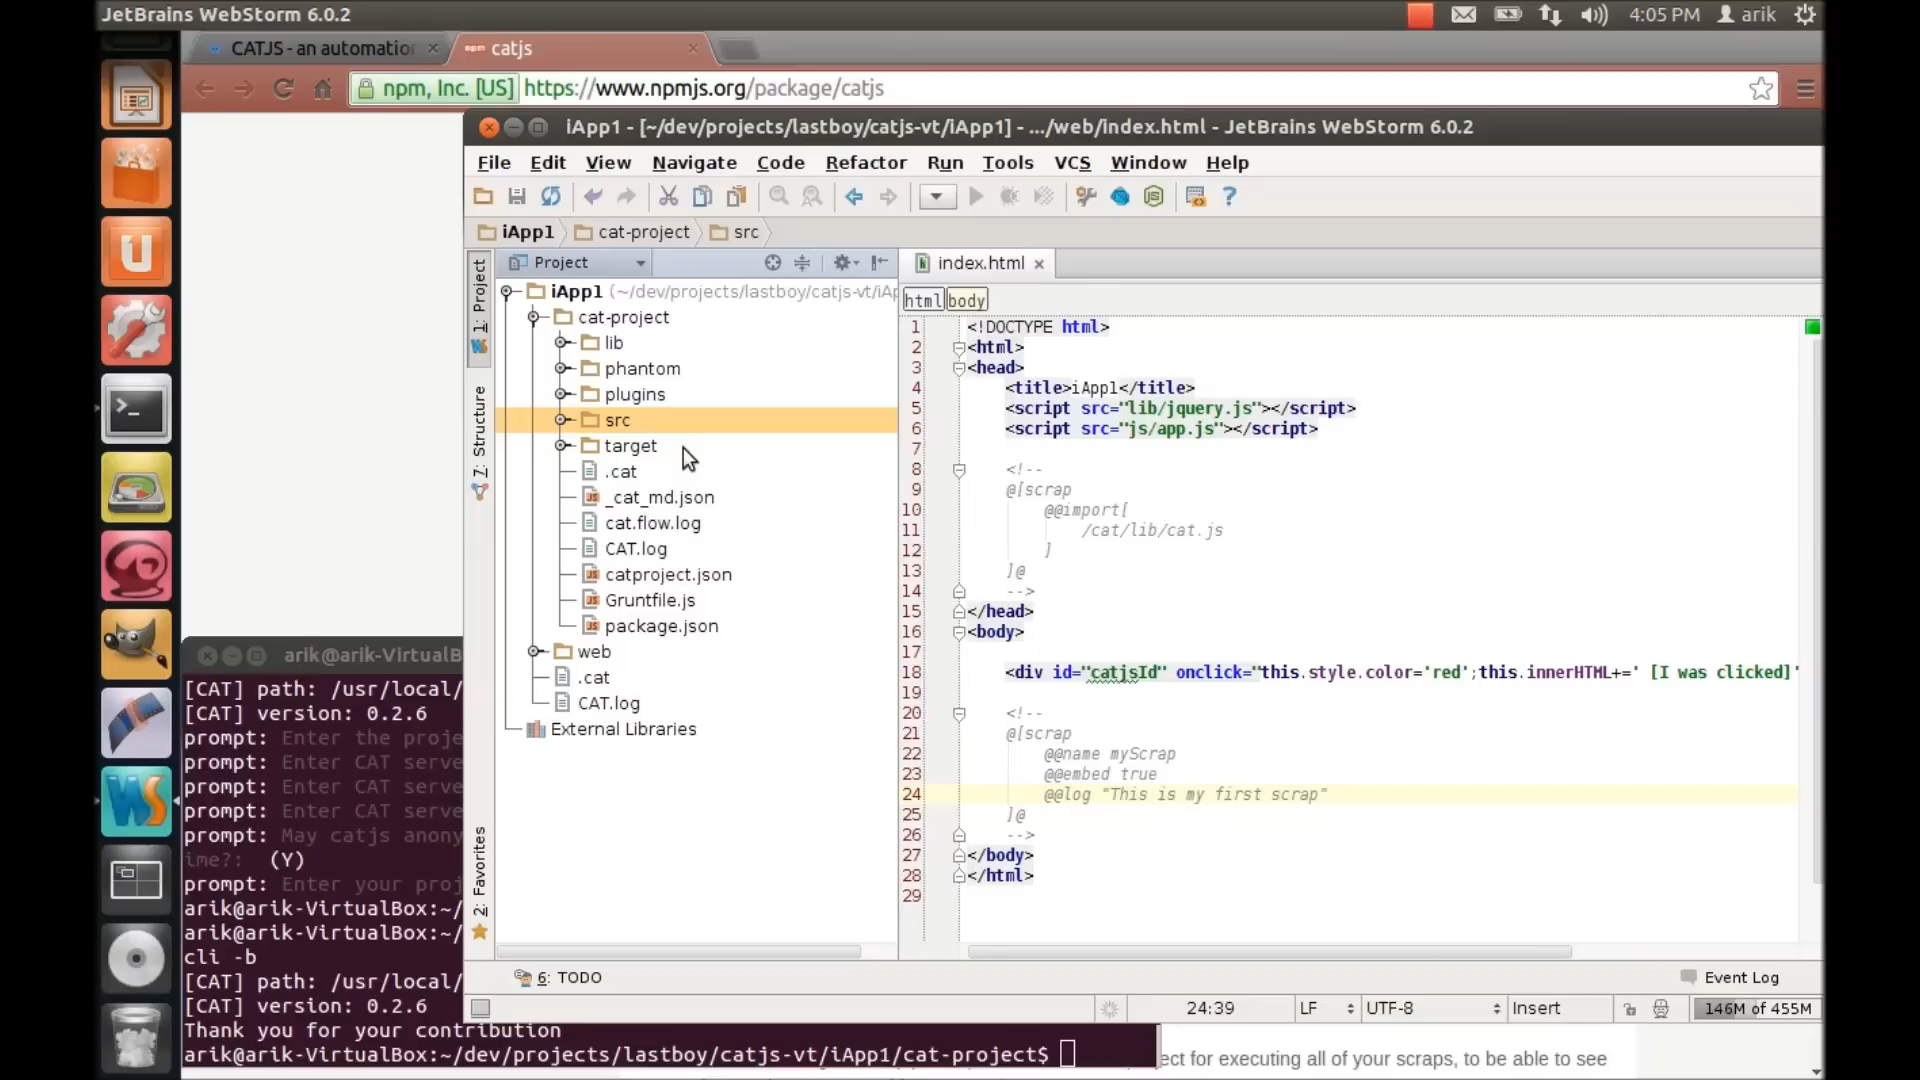 JetBrains WebStorm 6.0.2
4:05 PM
arik
CATJS - an automation
npm catjs
npm, Inc. [US] https://www.npmjs.org/package/catjs
iApp1 - [~/dev/projects/lastboy/catjs-vt/iApp1] - .../web/index.html - JetBrains WebStorm 6.0.2
File Edit View Navigate Code Refactor Run Tools VCS Window Help
iApp1 cat-project src
1: Project
7: Structure
2: Favorites
Project
iApp1 (~/dev/projects/lastboy/catjs-vt/iAp
cat-project
lib
phantom
plugins
src
target
.cat
_cat_md.json
cat.flow.log
CAT.log
catproject.json
Gruntfile.js
package.json
web
.cat
CAT.log
External Libraries
index.html
html body
1 <!DOCTYPE html>
2 <html>
3 <head>
4 <title>iApp1</title>
5 <script src="lib/jquery.js"></script>
6 <script src="js/app.js"></script>
7
8 <!--
9 @[scrap
10 @@import[
11 /cat/lib/cat.js
12 ]
13 ]@
14 -->
15 </head>
16 <body>
17
18 <div id="catjsId" onclick="this.style.color='red';this.innerHTML+=' [I was clicked]'
19
20 <!--
21 @[scrap
22 @@name myScrap
23 @@embed true
24 @@log "This is my first scrap"
25 ]@
26 -->
27 </body>
28 </html>
29
6: TODO
Event Log
24:39 LF UTF-8 Insert 146M of 455M
arik@arik-VirtualB
[CAT] path: /usr/local/
[CAT] version: 0.2.6
prompt: Enter the proje
prompt: Enter CAT serve
prompt: Enter CAT serve
prompt: Enter CAT serve
prompt: May catjs anony
ime?: (Y)
prompt: Enter your proj
arik@arik-VirtualBox:~/
arik@arik-VirtualBox:~/
cli -b
[CAT] path: /usr/local/
[CAT] version: 0.2.6
Thank you for your contribution
arik@arik-VirtualBox:~/dev/projects/lastboy/catjs-vt/iApp1/cat-project$
ject for executing all of your scraps, to be able to see